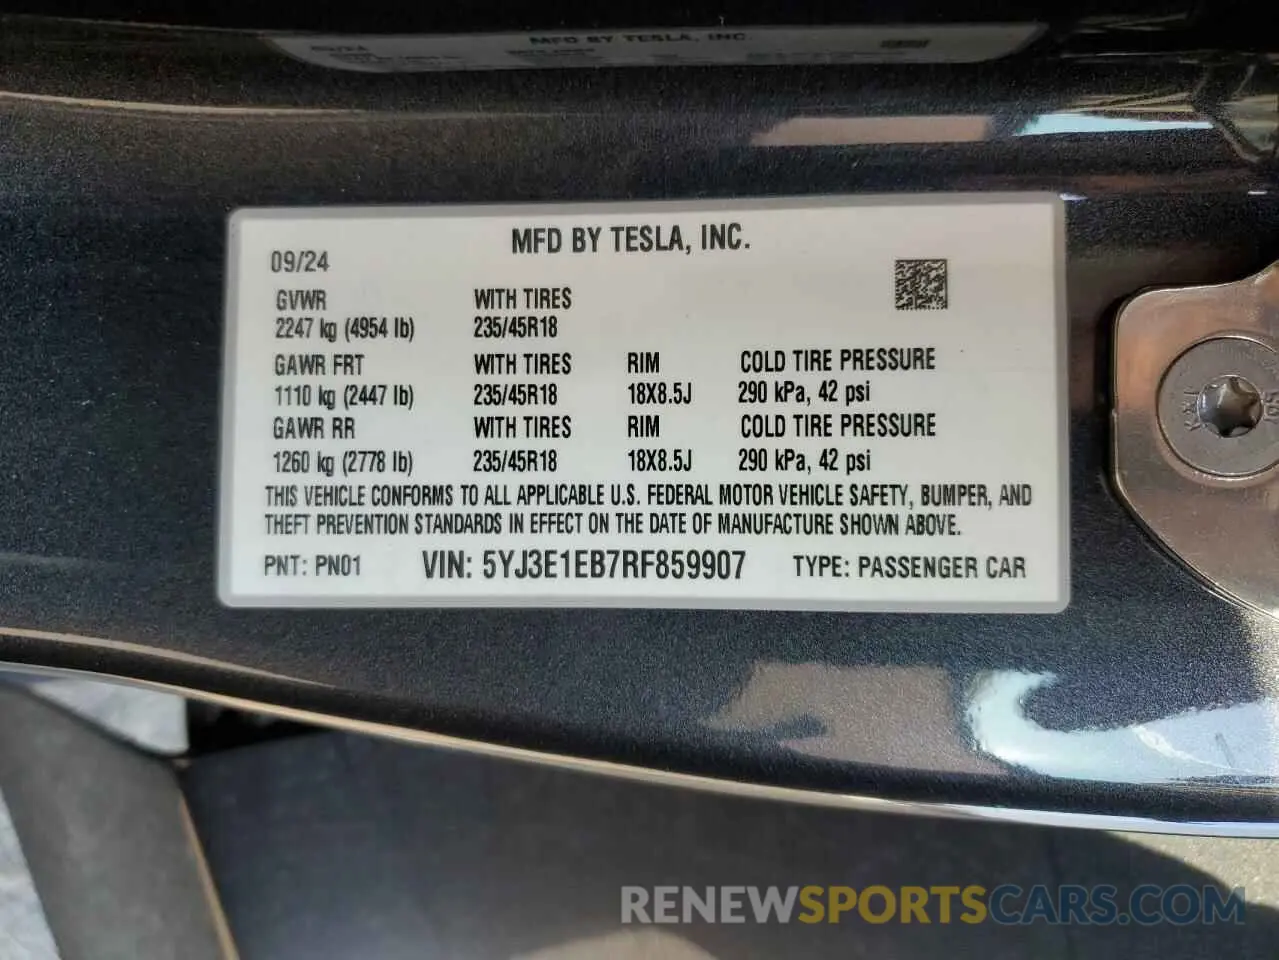 MFD BY TESLA, INC.
MFD BY TESLA, INC.
09/24
GVWR WITH TIRES
2247 kg (4954 lb) 235/45R18
GAWR FRT WITH TIRES RIM COLD TIRE PRESSURE
1110 kg (2447 lb) 235/45R18 18X8.5J 290 kPa, 42 psi
GAWR RR WITH TIRES RIM COLD TIRE PRESSURE
1260 kg (2778 lb) 235/45R18 18X8.5J 290 kPa, 42 psi
THIS VEHICLE CONFORMS TO ALL APPLICABLE U.S. FEDERAL MOTOR VEHICLE SAFETY, BUMPER, AND
THEFT PREVENTION STANDARDS IN EFFECT ON THE DATE OF MANUFACTURE SHOWN ABOVE.
PNT: PN01 VIN: 5YJ3E1EB7RF859907 TYPE: PASSENGER CAR
RENEWSPORTSCARS.COM